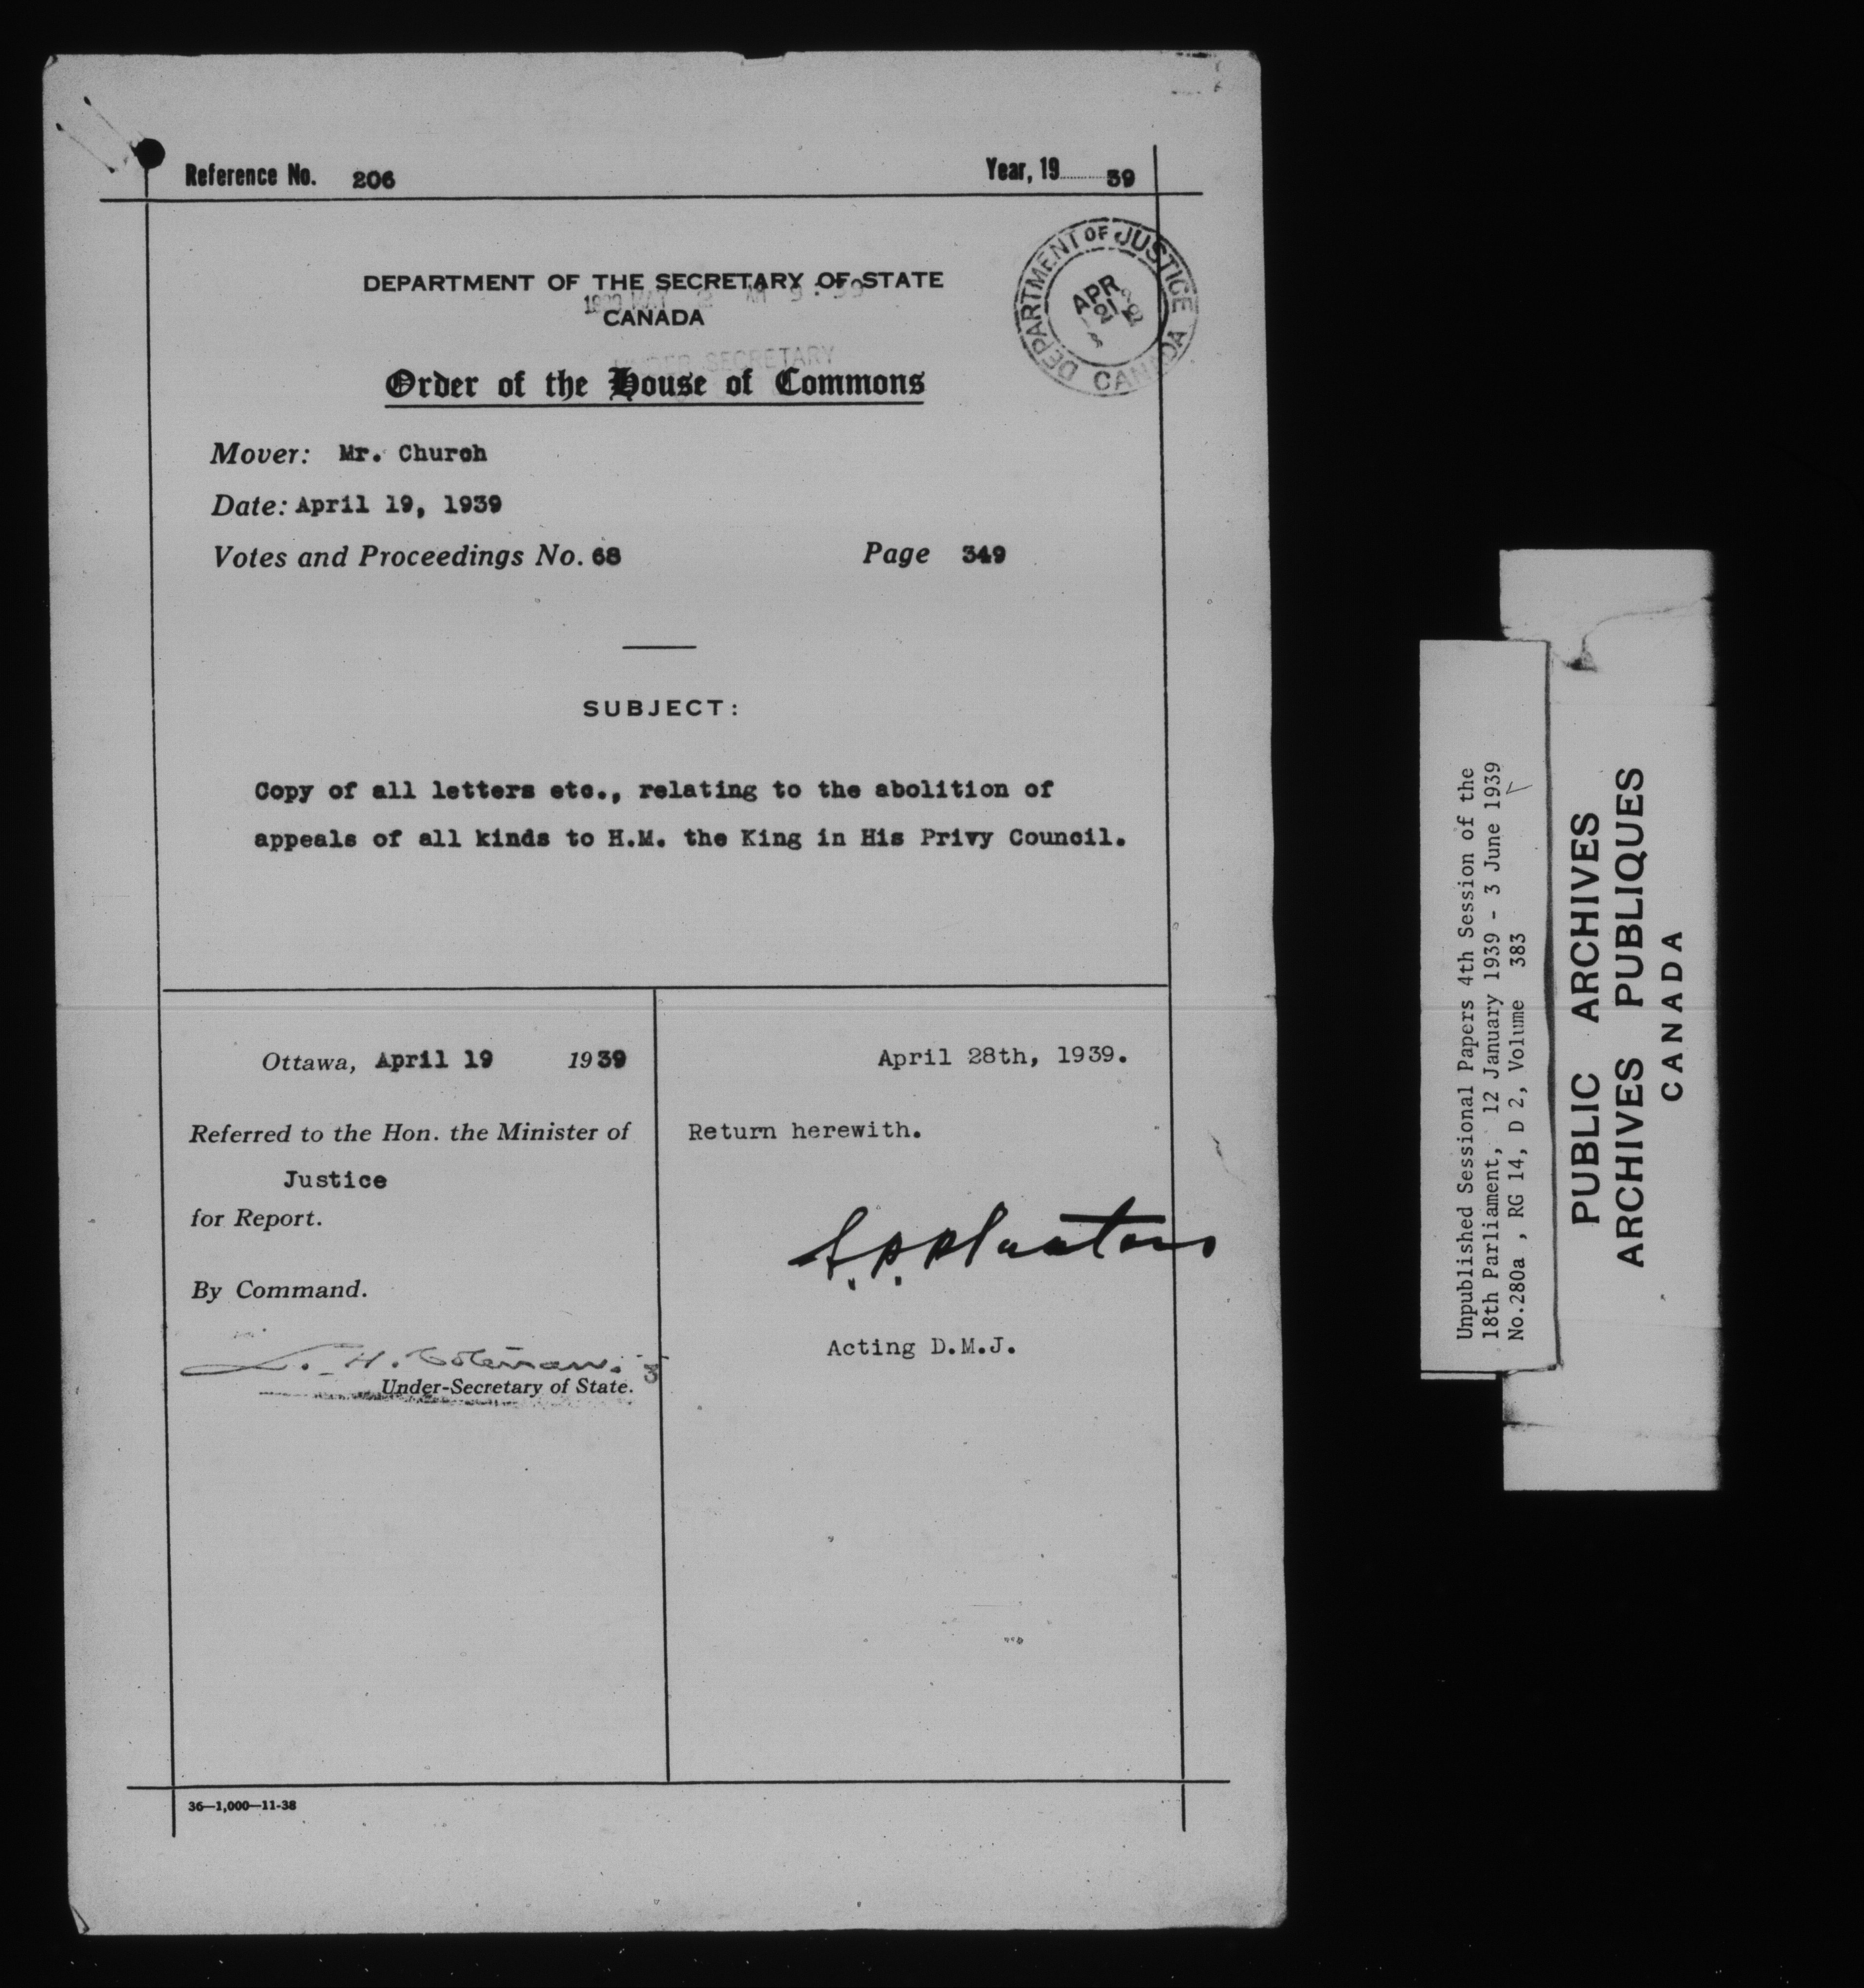 Reference No. 206
Year, 19 39
DEPARTMENT OF JUSTICE
CANADA
APR
21
DEPARTMENT OF THE SECRETARY OF STATE
CANADA
SECRETARY
Order of the House of Commons
Mover: Mr. Church
Date: April 19, 1939
Votes and Proceedings No. 68 Page 349
SUBJECT:
Copy of all letters etc., relating to the abolition of
appeals of all kinds to H.M. the King in His Privy Council.
Ottawa, April 19 1939
Referred to the Hon. the Minister of
Justice
for Report.
By Command.
Under-Secretary of State.
April 28th, 1939.
Return herewith.
Acting D.M.J.
36—1,000—11-38
Unpublished Sessional Papers 4th Session of the
18th Parliament, 12 January 1939 - 3 June 1939
No.280a , RG 14, D 2, Volume 383
PUBLIC ARCHIVES
ARCHIVES PUBLIQUES
CANADA